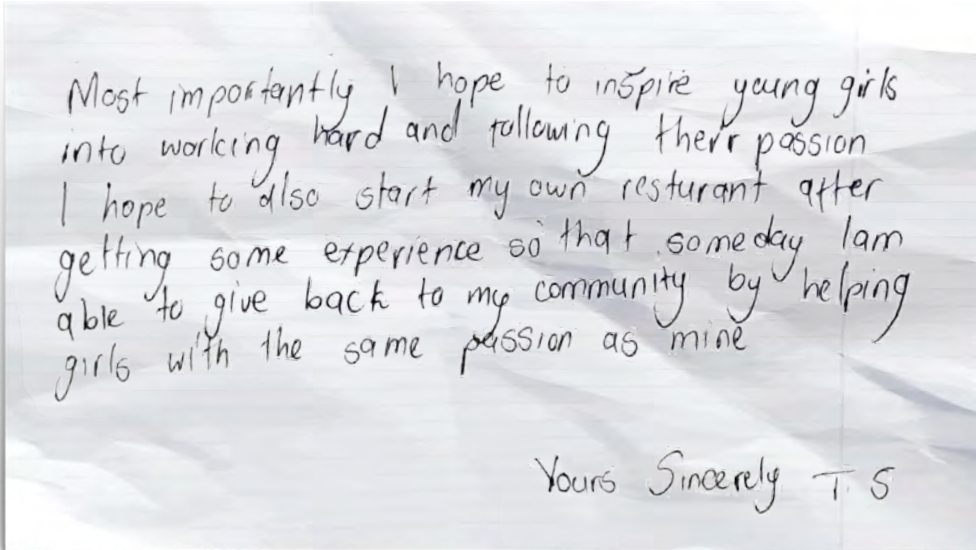 Most importantly I hope to inspire young girls
into working hard and following their passion
I hope to also start my own resturant after
getting some experience so that someday I am
able to give back to my community by helping
girls with the same passion as mine
Yours Sincerely T. S